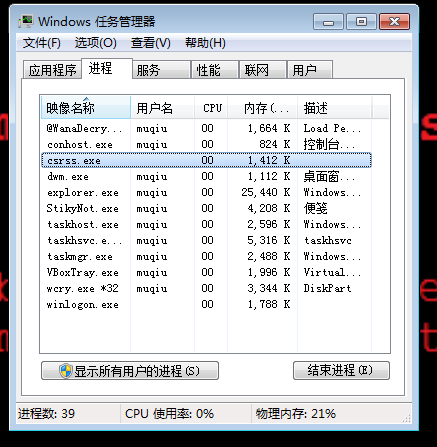 Windows 任务管理器
文件(F) 选项(O) 查看(V) 帮助(H)
应用程序 进程 服务 性能 联网 用户
映像名称 用户名 CPU 内存(... 描述
@WanaDecry... muqiu 00 1,664 K Load Pe...
conhost.exe muqiu 00 824 K 控制台...
csrss.exe 00 1,412 K
dwm.exe muqiu 00 1,112 K 桌面窗...
explorer.exe muqiu 00 25,440 K Windows...
StikyNot.exe muqiu 00 4,208 K 便笺
taskhost.exe muqiu 00 2,596 K Windows...
taskhsvc.e... muqiu 00 5,316 K taskhsvc
taskmgr.exe muqiu 00 2,488 K Windows...
VBoxTray.exe muqiu 00 1,996 K Virtual...
wcry.exe *32 muqiu 00 3,344 K DiskPart
winlogon.exe 00 1,788 K
显示所有用户的进程(S) 结束进程(E)
进程数: 39 CPU 使用率: 0% 物理内存: 21%